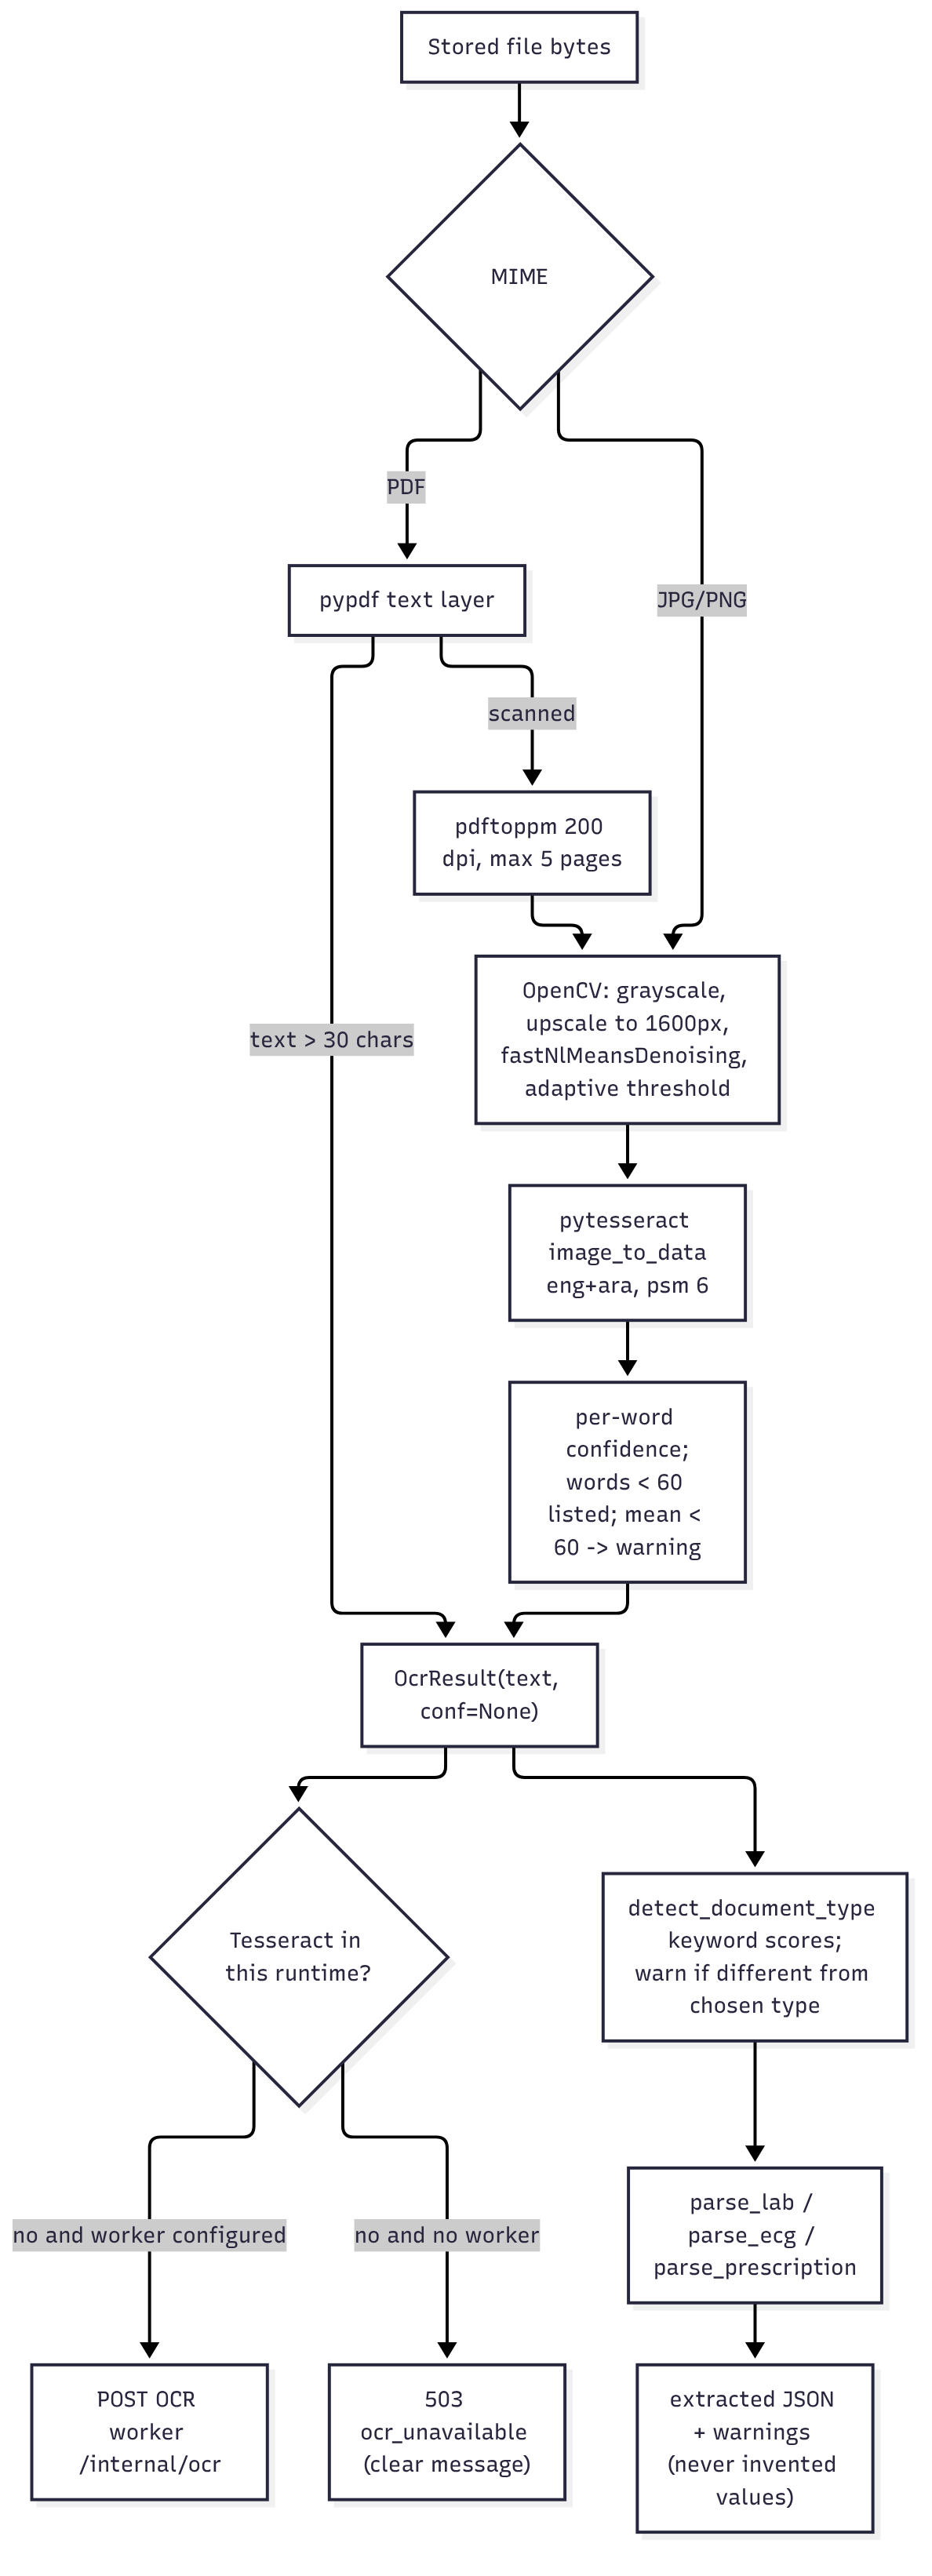 Stored file bytes
MIME
PDF
pypdf text layer
JPG/PNG
scanned
pdftoppm 200
dpi, max 5 pages
OpenCV: grayscale,
upscale to 1600px,
fastNlMeansDenoising,
adaptive threshold
text > 30 chars
pytesseract
image_to_data
eng+ara, psm 6
per-word
confidence;
words < 60
listed; mean <
60 -> warning
OcrResult(text,
conf=None)
Tesseract in
this runtime?
detect_document_type
keyword scores;
warn if different from
chosen type
no and worker configured
no and no worker
parse_lab /
parse_ecg /
parse_prescription
POST OCR
worker
/internal/ocr
503
ocr_unavailable
(clear message)
extracted JSON
+ warnings
(never invented
values)